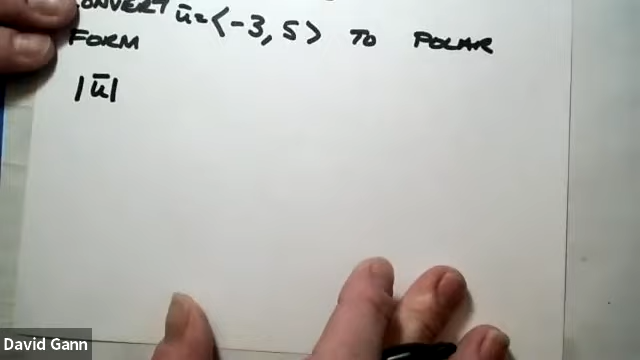 CONVERT ū = <-3, 5> TO POLAR
FORM
|ū|
David Gann